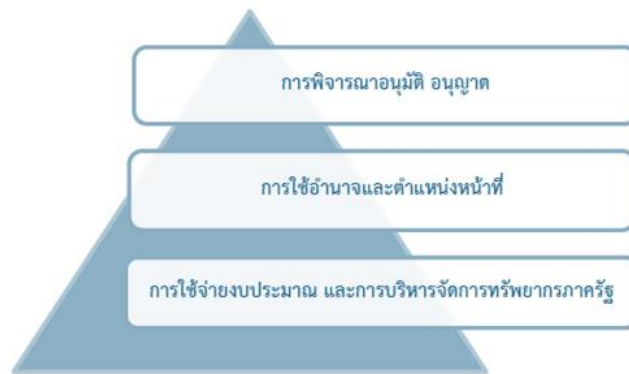 การพิจารณาอนุมัติ อนุญาต
การใช้อำนาจและตำแหน่งหน้าที่
การใช้จ่ายงบประมาณ และการบริหารจัดการทรัพยากรภาครัฐ